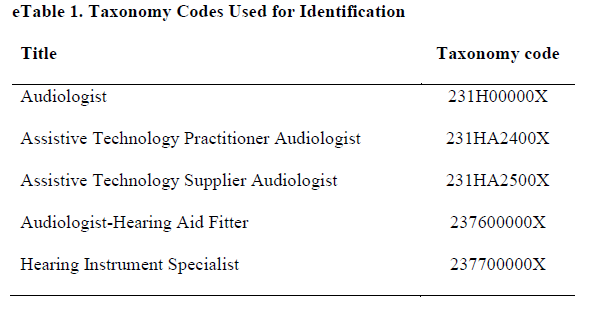 eTable 1. Taxonomy Codes Used for Identification
Title Taxonomy code
Audiologist 231H00000X
Assistive Technology Practitioner Audiologist 231HA2400X
Assistive Technology Supplier Audiologist 231HA2500X
Audiologist-Hearing Aid Fitter 237600000X
Hearing Instrument Specialist 237700000X